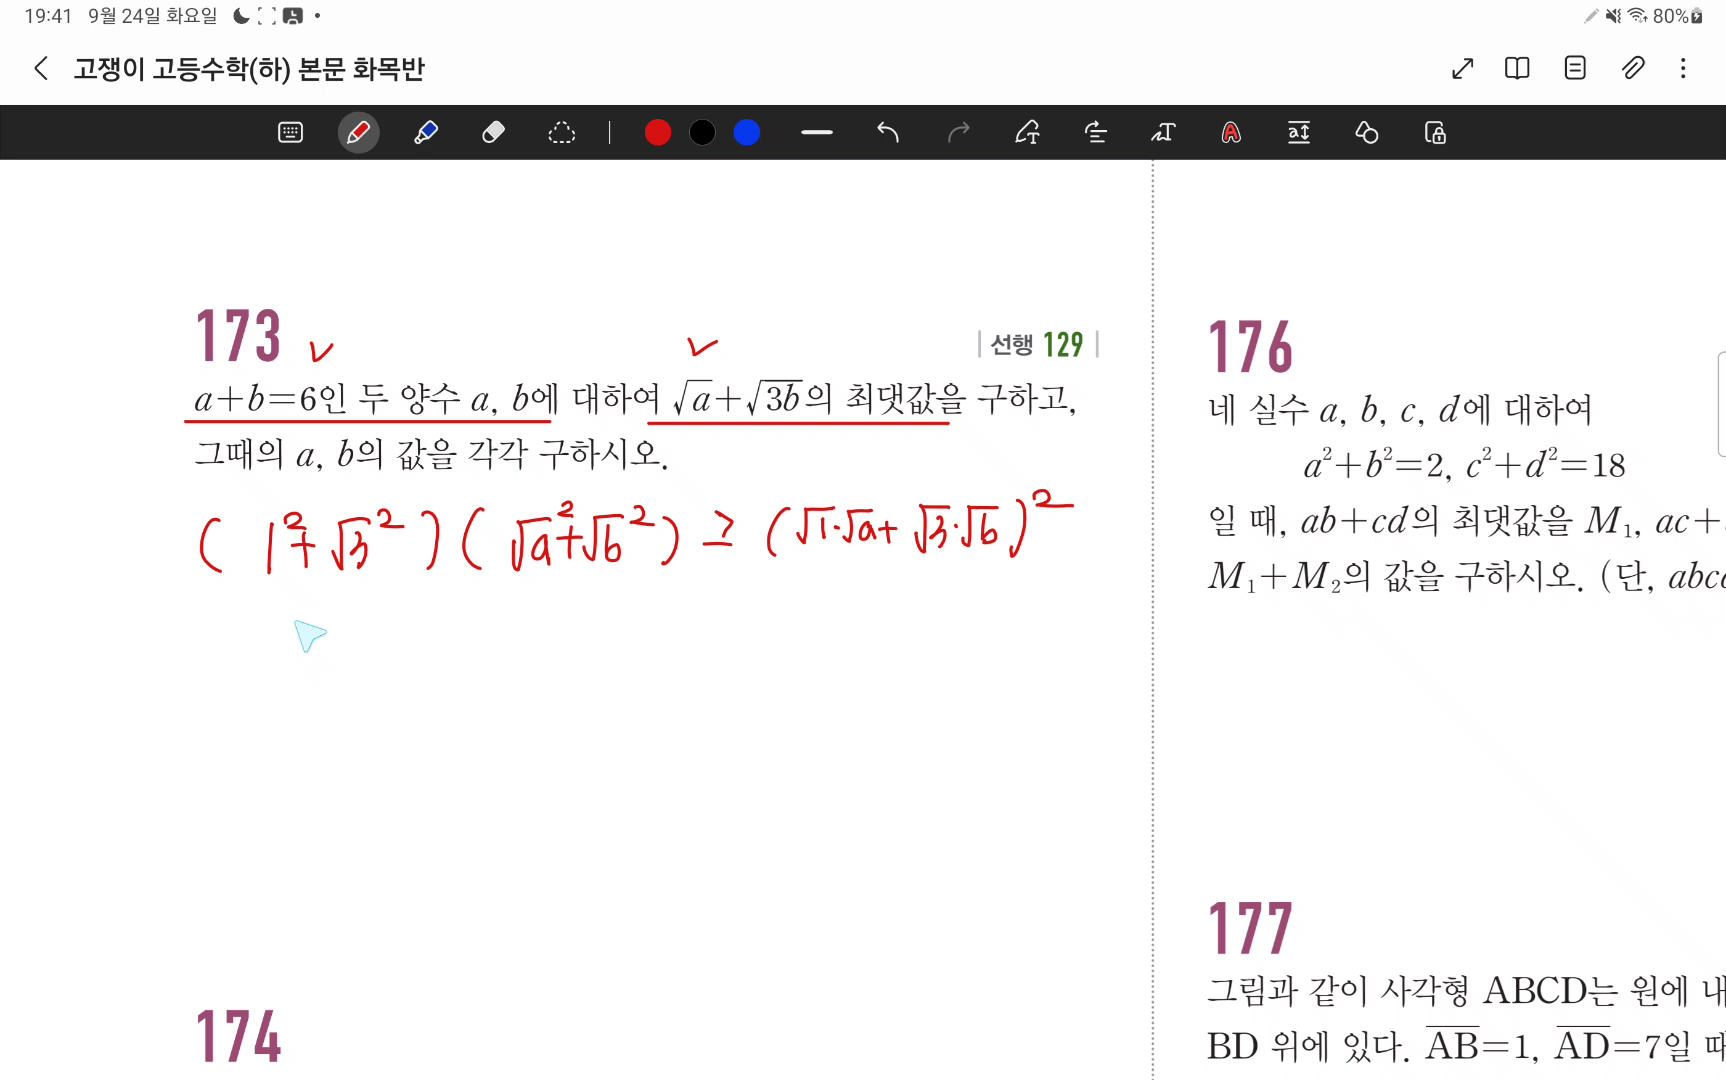 19:41 9월 24일 화요일
80%
고쟁이 고등수학(하) 본문 화목반
173
선행 129
a+b=6인 두 양수 a, b에 대하여 √a+√3b의 최댓값을 구하고,
그때의 a, b의 값을 각각 구하시오.
(1²+√3²)(√a²+√b²)≥(√1·√a+√3·√b)²
174
176
네 실수 a, b, c, d에 대하여
a²+b²=2, c²+d²=18
일 때, ab+cd의 최댓값을 M₁, ac+
M₁+M₂의 값을 구하시오. (단, abc
177
그림과 같이 사각형 ABCD는 원에 내
BD 위에 있다. AB=1, AD=7일 때